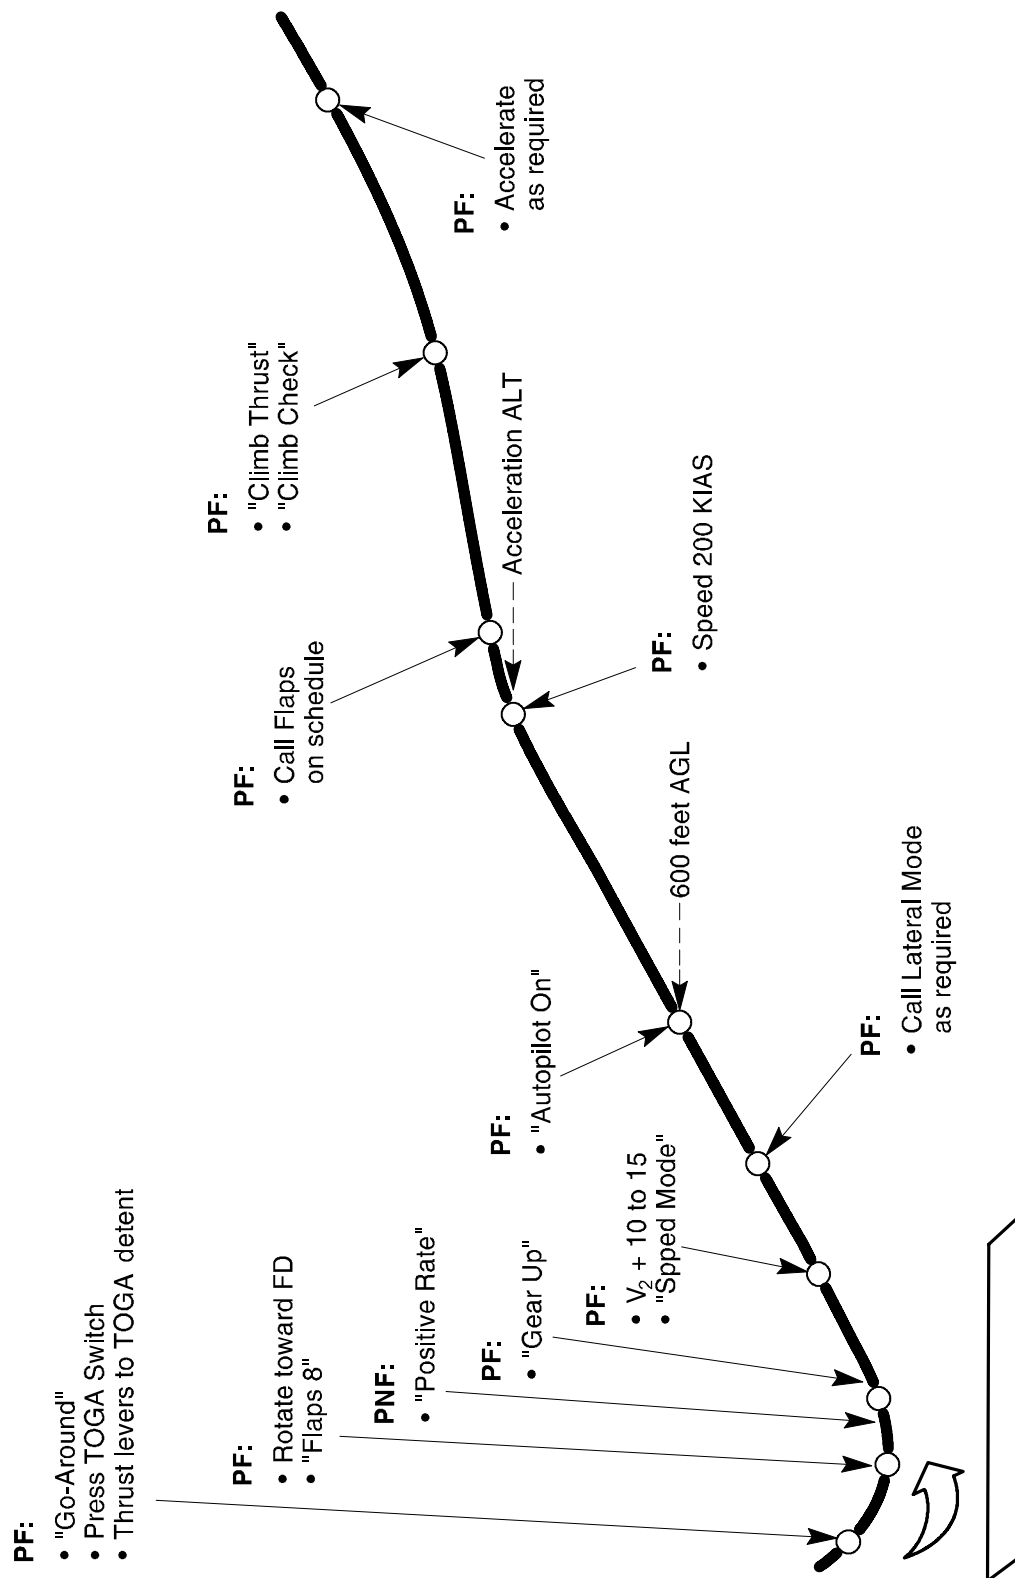 PF:
• "Go-Around"
• Press TOGA Switch
• Thrust levers to TOGA detent
PF:
• Rotate toward FD
• "Flaps 8"
PNF:
• "Positive Rate"
PF:
• "Gear Up"
PF:
• V₂ + 10 to 15
• "Spped Mode"
PF:
• Call Lateral Mode
as required
PF:
• "Autopilot On"
600 feet AGL
PF:
• Speed 200 KIAS
Acceleration ALT
PF:
• Call Flaps
on schedule
PF:
• "Climb Thrust"
• "Climb Check"
PF:
• Accelerate
as required